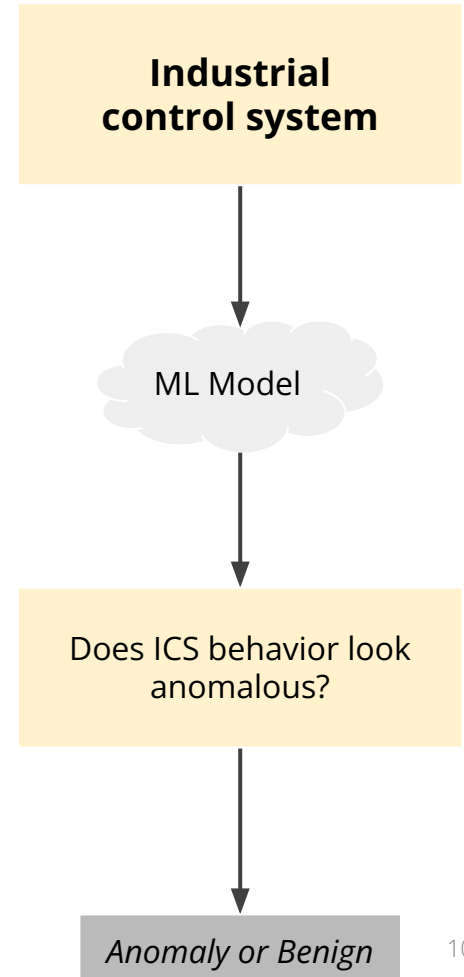 Industrial
control system
ML Model
Does ICS behavior look
anomalous?
Anomaly or Benign